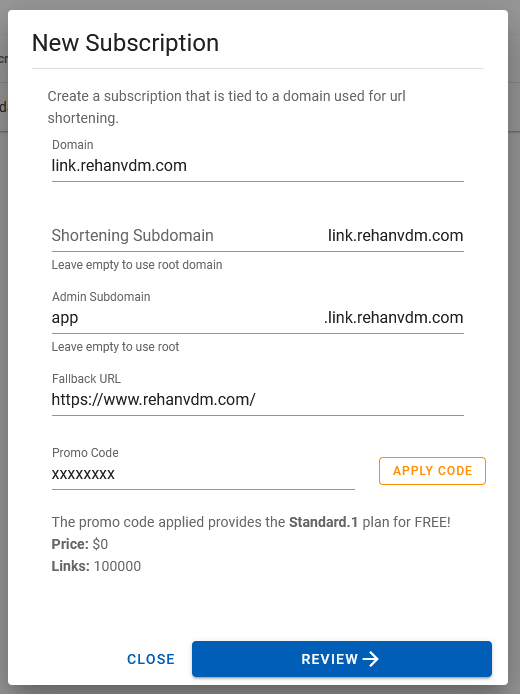 New Subscription
Create a subscription that is tied to a domain used for url
shortening.
Domain
link.rehanvdm.com
Shortening Subdomain link.rehanvdm.com
Leave empty to use root domain
Admin Subdomain
app .link.rehanvdm.com
Leave empty to use root
Fallback URL
https://www.rehanvdm.com/
Promo Code
xxxxxxxx APPLY CODE
The promo code applied provides the Standard.1 plan for FREE!
Price: $0
Links: 100000
CLOSE REVIEW